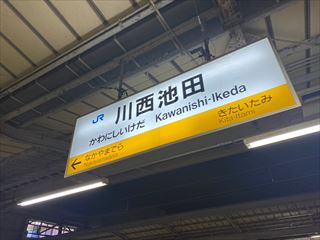 JR 川西池田
かわにしいけだ Kawanishi-Ikeda
← なかやまでら きたいたみ
Nakayamadera Kita-Itami